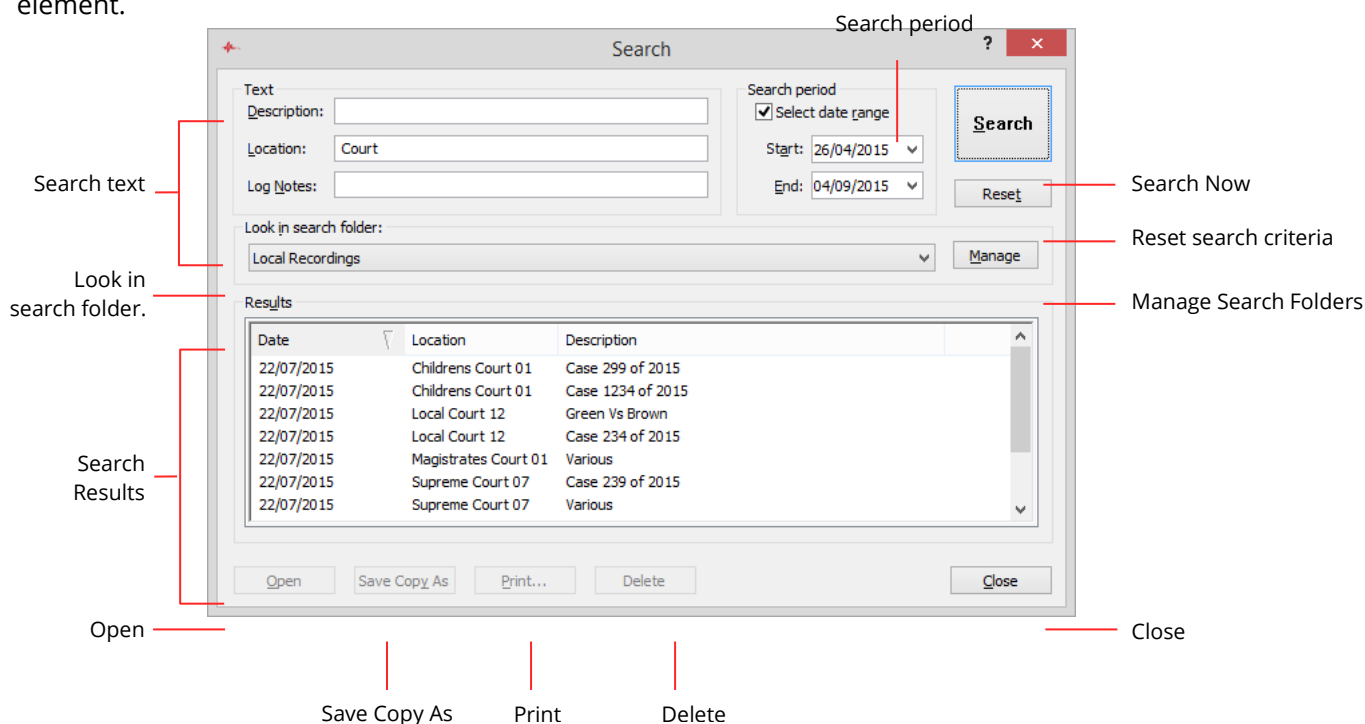 element.
Search period
Search
?
Text
Description:
Location: Court
Log Notes:
Search period
Select date range
Start: 26/04/2015
End: 04/09/2015
Search
Reset
Search text
Search Now
Look in search folder:
Local Recordings
Manage
Reset search criteria
Look in
search folder.
Manage Search Folders
Results
Date Location Description
22/07/2015 Childrens Court 01 Case 299 of 2015
22/07/2015 Childrens Court 01 Case 1234 of 2015
22/07/2015 Local Court 12 Green Vs Brown
22/07/2015 Local Court 12 Case 234 of 2015
22/07/2015 Magistrates Court 01 Various
22/07/2015 Supreme Court 07 Case 239 of 2015
22/07/2015 Supreme Court 07 Various
Search
Results
Open Save Copy As Print... Delete Close
Open
Close
Save Copy As Print Delete